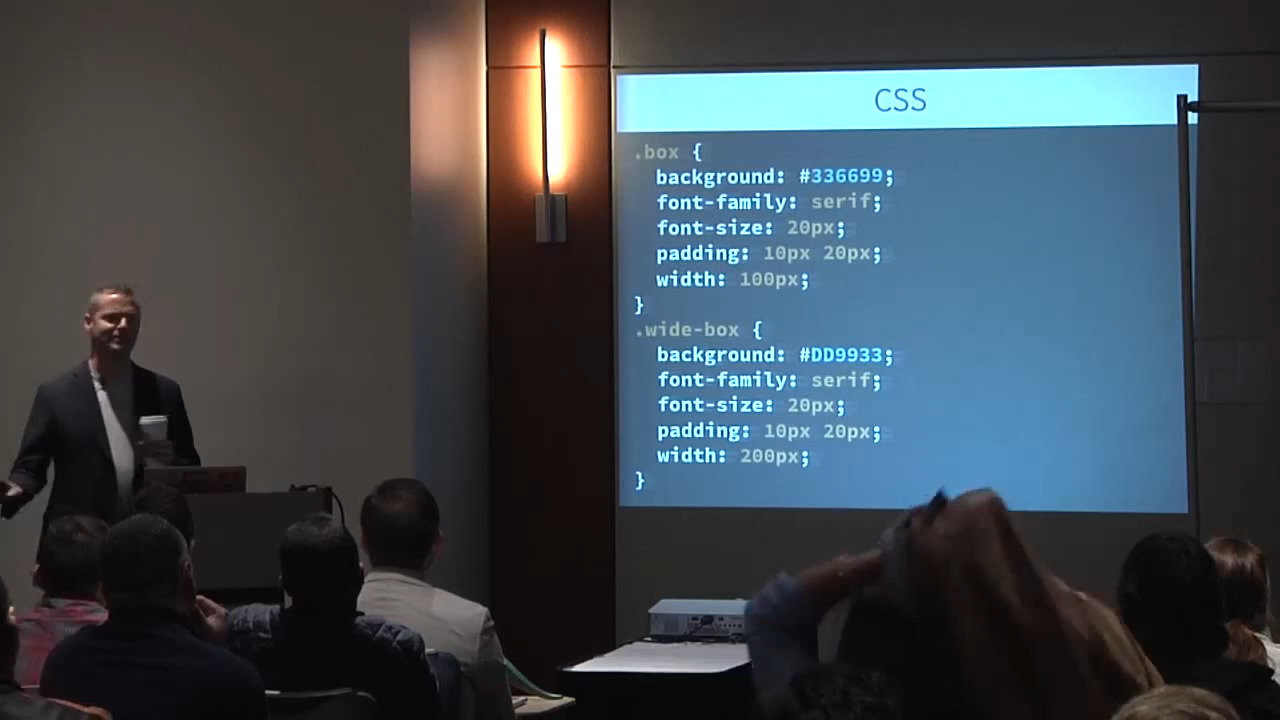 CSS
.box {
background: #336699;
font-family: serif;
font-size: 20px;
padding: 10px 20px;
width: 100px;
}
.wide-box {
background: #DD9933;
font-family: serif;
font-size: 20px;
padding: 10px 20px;
width: 200px;
}